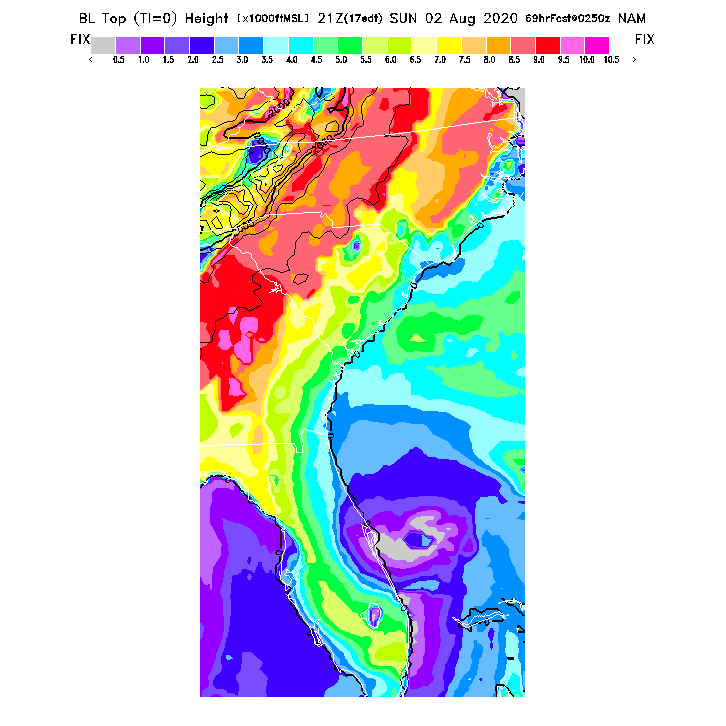 BL Top (TI=0) Height [x1000ftMSL] 21Z(17edt) SUN 02 Aug 2020 69hrFcst@0250z NAM
FIX FIX
< 0.5 1.0 1.5 2.0 2.5 3.0 3.5 4.0 4.5 5.0 5.5 6.0 6.5 7.0 7.5 8.0 8.5 9.0 9.5 10.0 10.5 >